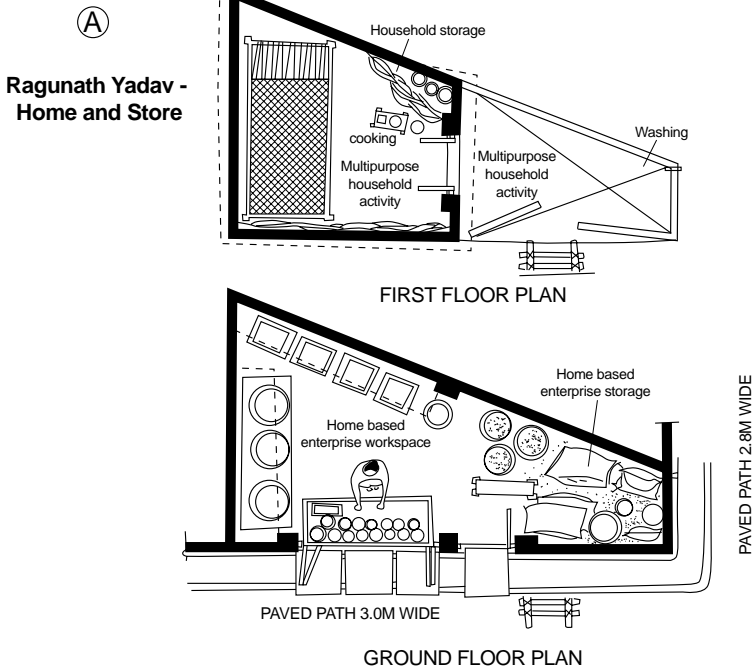 A
Ragunath Yadav -
Home and Store
Household storage
cooking
Multipurpose
household
activity
Multipurpose
household
activity
Washing
FIRST FLOOR PLAN
Home based
enterprise workspace
Home based
enterprise storage
PAVED PATH 2.8M WIDE
PAVED PATH 3.0M WIDE
GROUND FLOOR PLAN